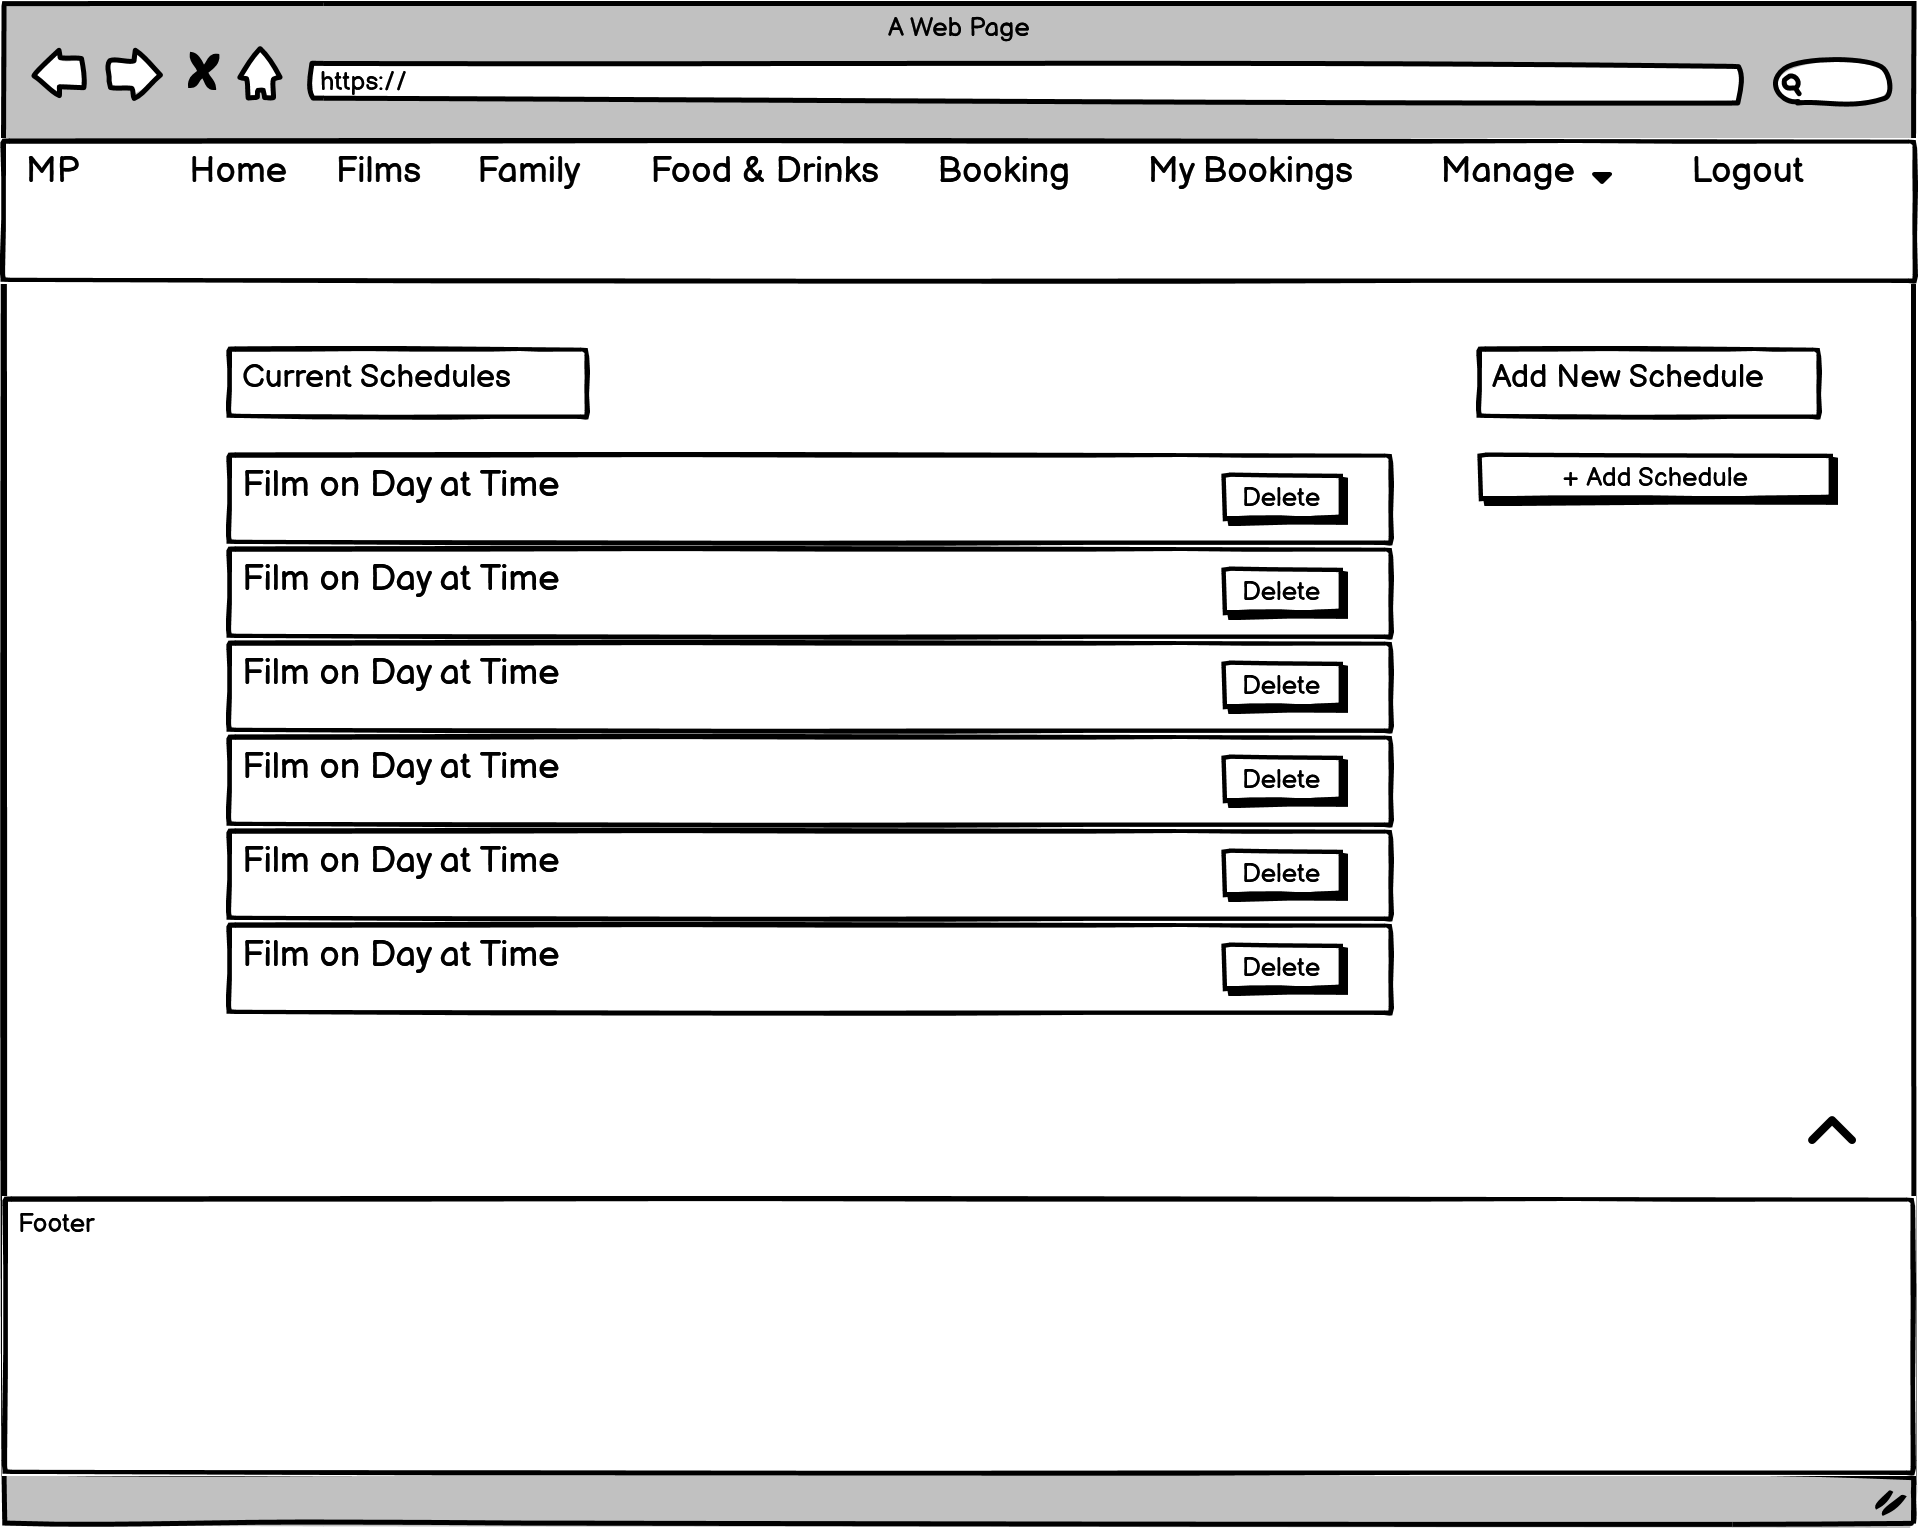 A Web Page
https://
MP Home Films Family Food & Drinks Booking My Bookings Manage Logout
Current Schedules
Add New Schedule
Film on Day at Time Delete
+ Add Schedule
Film on Day at Time Delete
Film on Day at Time Delete
Film on Day at Time Delete
Film on Day at Time Delete
Film on Day at Time Delete
Footer